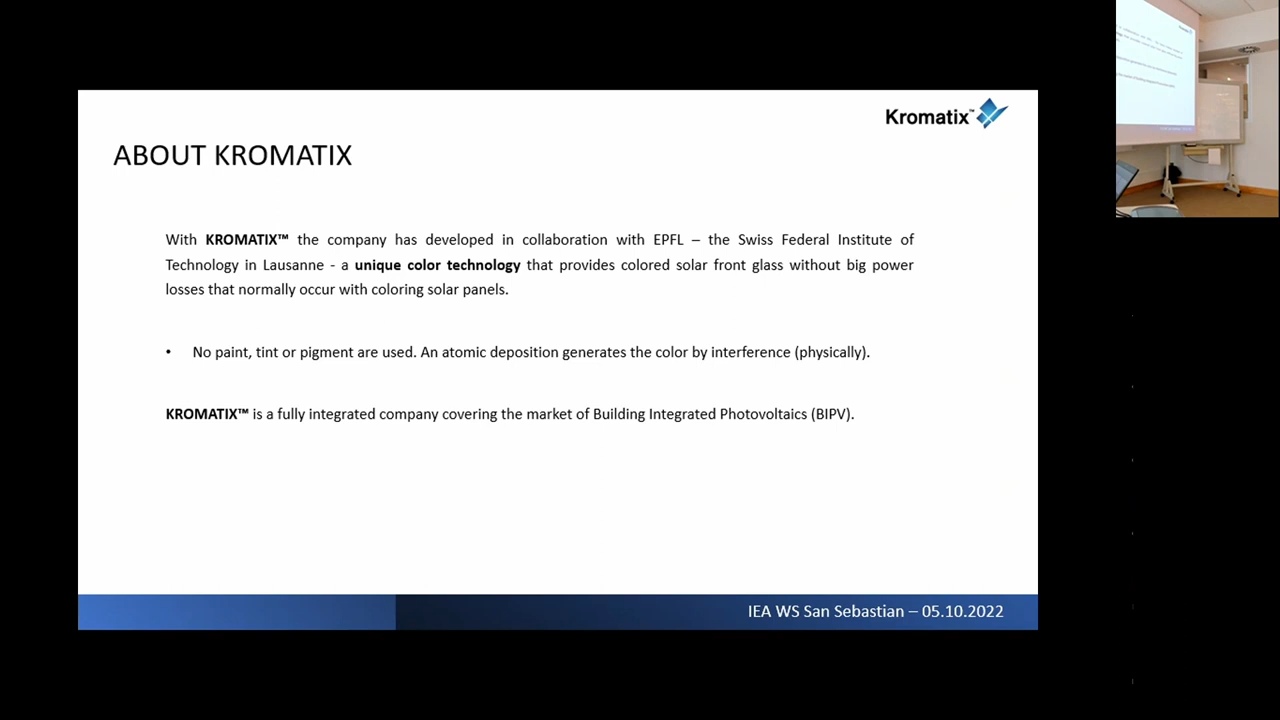 Kromatix™
ABOUT KROMATIX
With KROMATIX™ the company has developed in collaboration with EPFL – the Swiss Federal Institute of
Technology in Lausanne - a unique color technology that provides colored solar front glass without big power
losses that normally occur with coloring solar panels.
• No paint, tint or pigment are used. An atomic deposition generates the color by interference (physically).
KROMATIX™ is a fully integrated company covering the market of Building Integrated Photovoltaics (BIPV).
IEA WS San Sebastian – 05.10.2022